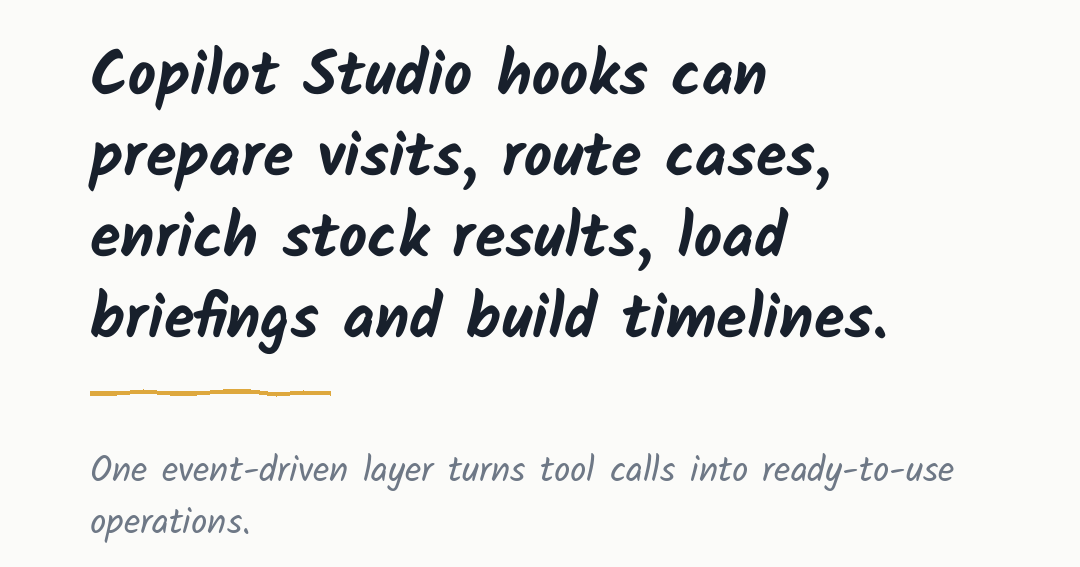 Copilot Studio hooks can
prepare visits, route cases,
enrich stock results, load
briefings and build timelines.
One event-driven layer turns tool calls into ready-to-use
operations.